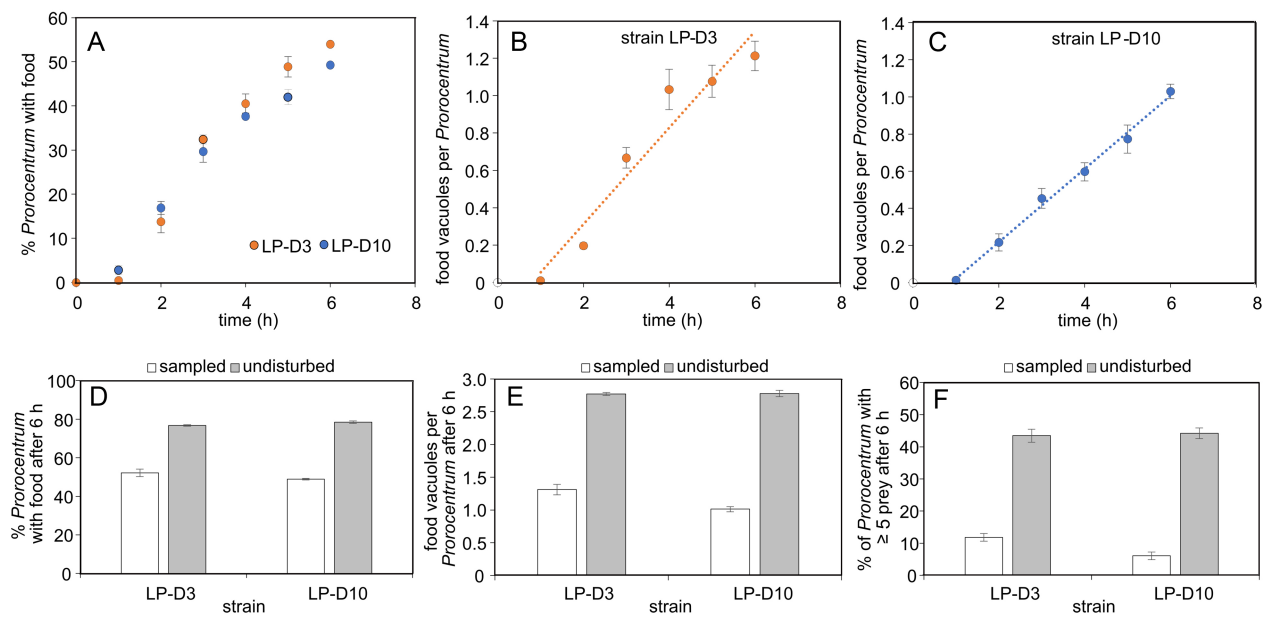 A
% Prorocentrum with food
60
50
40
30
20
10
0
0
2
4
6
8
time (h)
LP-D3
LP-D10
B
strain LP-D3
food vacuoles per Prorocentrum
1.4
1.2
1.0
0.8
0.6
0.4
0.2
0
0
2
4
6
8
time (h)
C
strain LP-D10
food vacuoles per Prorocentrum
1.4
1.2
1.0
0.8
0.6
0.4
0.2
0
0
2
4
6
8
time (h)
sampled undisturbed
D
% Prorocentrum
with food after 6 h
100
80
60
40
20
0
LP-D3
LP-D10
strain
sampled undisturbed
E
food vacuoles per
Prorocentrum after 6 h
3.0
2.5
2.0
1.5
1.0
0.5
0
LP-D3
LP-D10
strain
sampled undisturbed
F
% of Prorocentrum with
≥ 5 prey after 6 h
60
50
40
30
20
10
0
LP-D3
LP-D10
strain